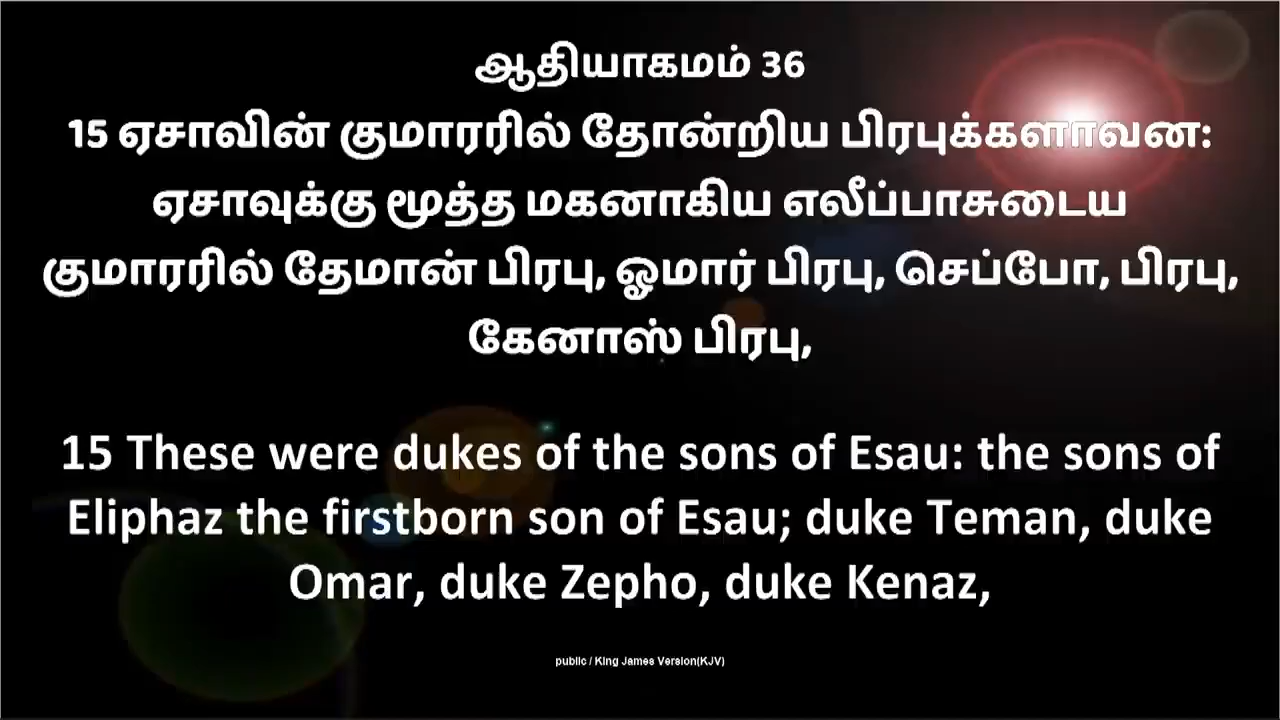 ஆதியாகமம் 36
15 ஏசாவின் குமாரரில் தோன்றிய பிரபுக்களாவன:
ஏசாவுக்கு மூத்த மகனாகிய எலீப்பாசுடைய
குமாரரில் தேமான் பிரபு, ஓமார் பிரபு, செப்போ, பிரபு,
கேனாஸ் பிரபு,
15 These were dukes of the sons of Esau: the sons of
Eliphaz the firstborn son of Esau; duke Teman, duke
Omar, duke Zepho, duke Kenaz,
public / King James Version(KJV)